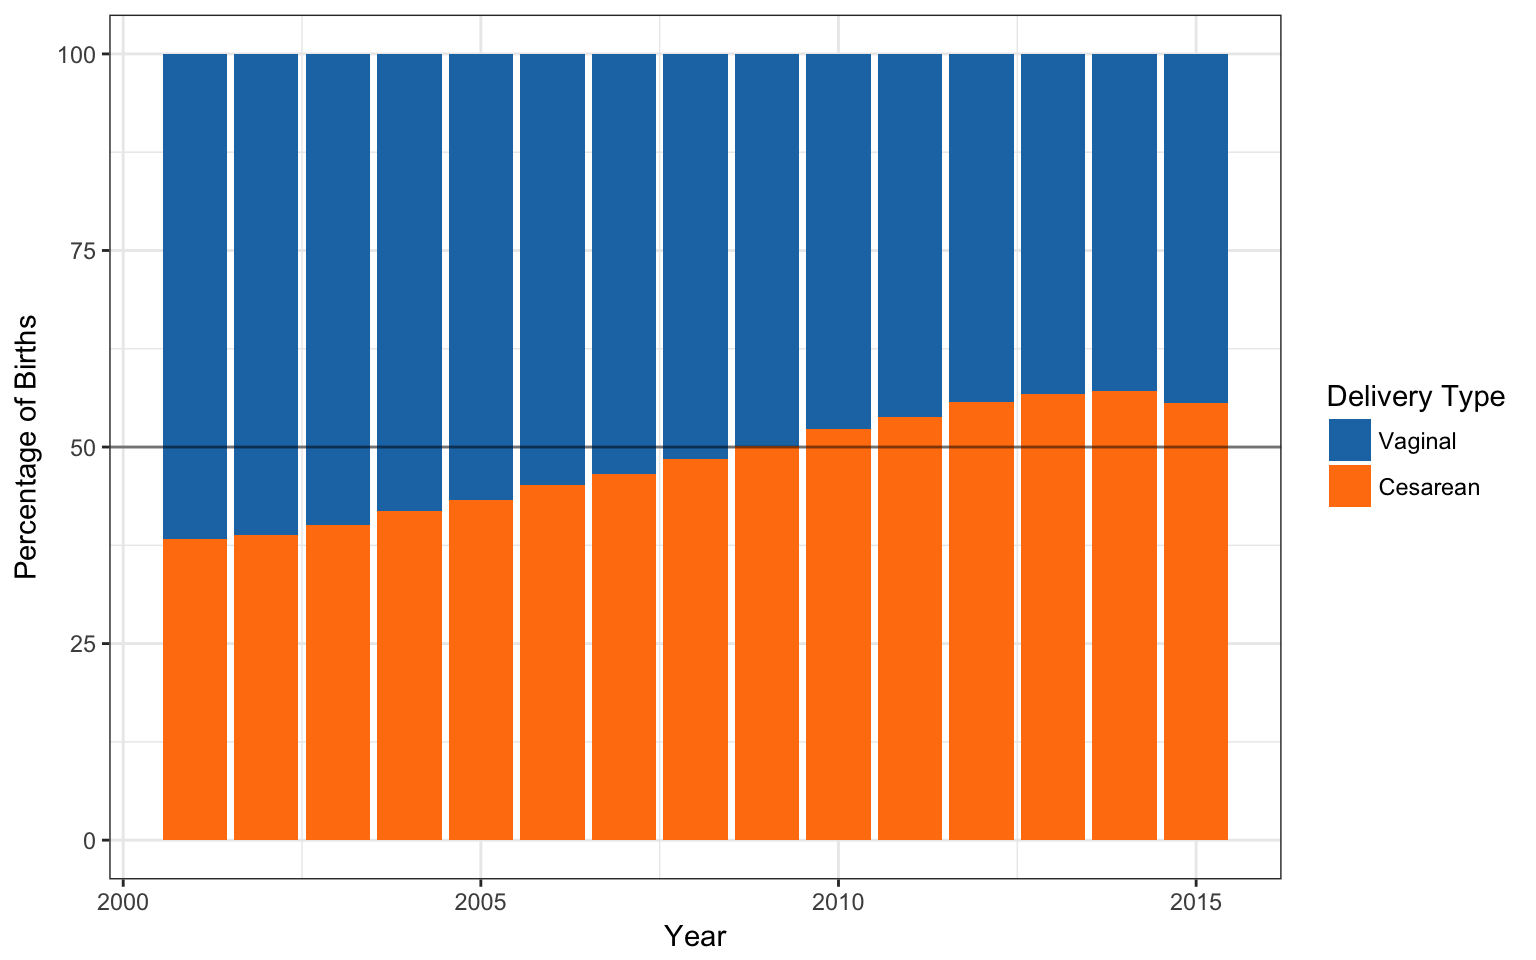 100
75
50
25
0
Percentage of Births
2000 2005 2010 2015
Year
Delivery Type
Vaginal
Cesarean